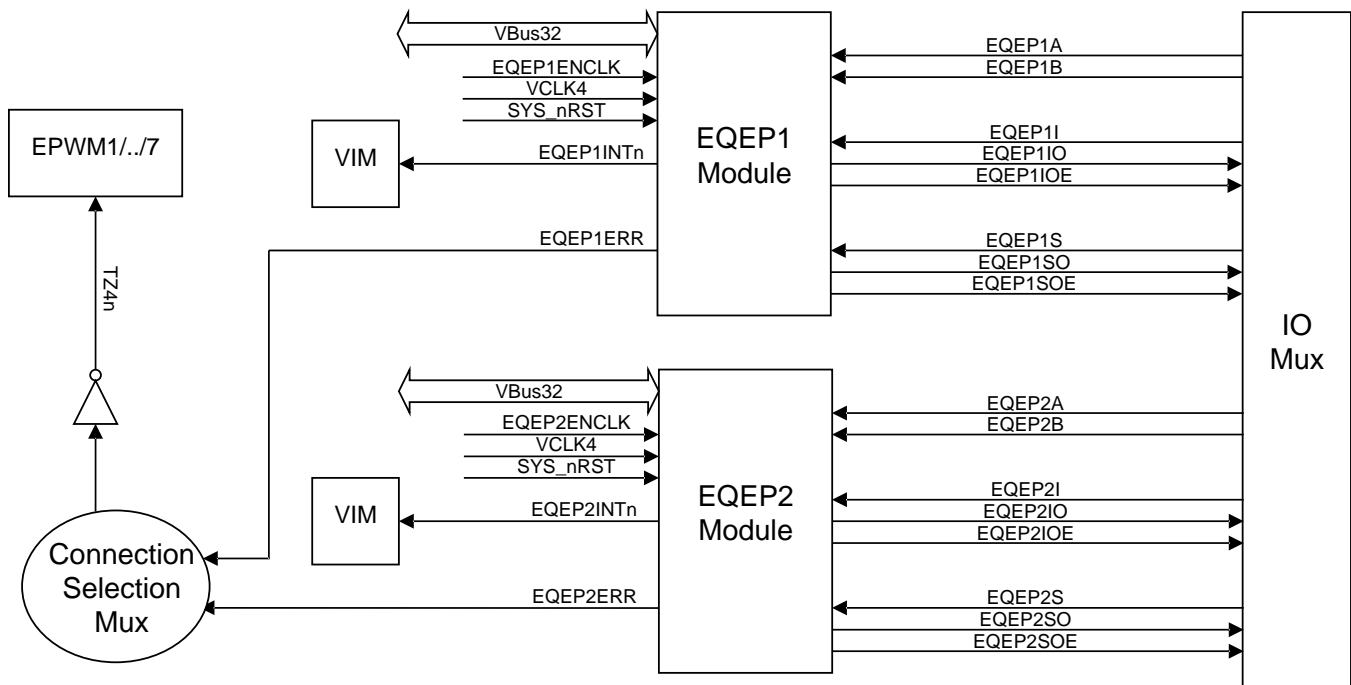 VBus32
EQEP1ENCLK
VCLK4
SYS_nRST
EPWM1/../7
VIM
EQEP1INTn
EQEP1
Module
EQEP1A
EQEP1B
EQEP1I
EQEP1IO
EQEP1IOE
EQEP1ERR
EQEP1S
EQEP1SO
EQEP1SOE
TZ4n
IO
Mux
VBus32
EQEP2ENCLK
VCLK4
SYS_nRST
VIM
EQEP2INTn
EQEP2
Module
EQEP2A
EQEP2B
EQEP2I
EQEP2IO
EQEP2IOE
Connection
Selection
Mux
EQEP2ERR
EQEP2S
EQEP2SO
EQEP2SOE